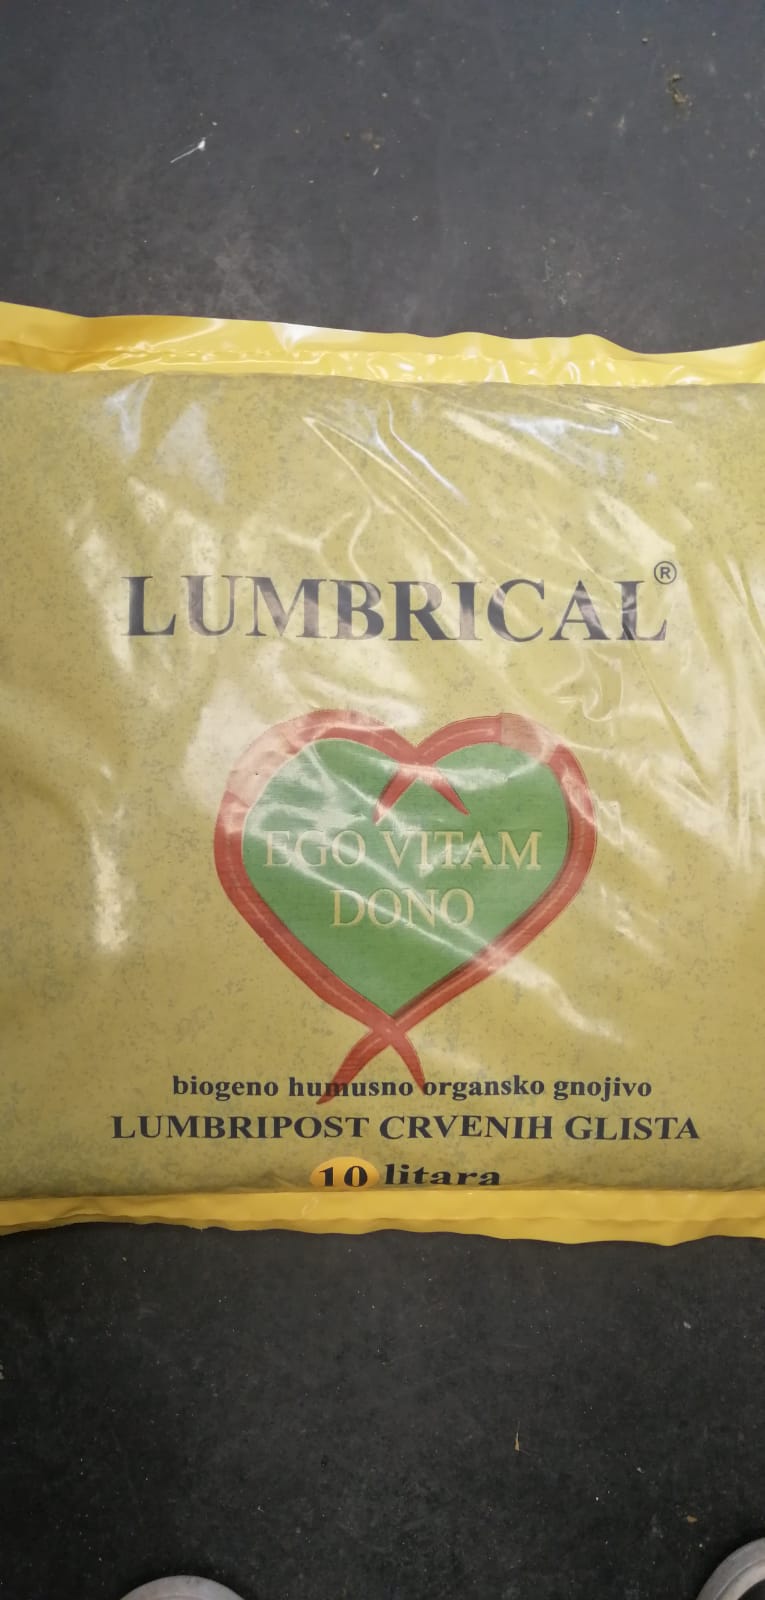 LUMBRICAL®
EGO VITAM
DONO
biogeno humusno organsko gnojivo
LUMBRIPOST CRVENIH GLISTA
10 litara